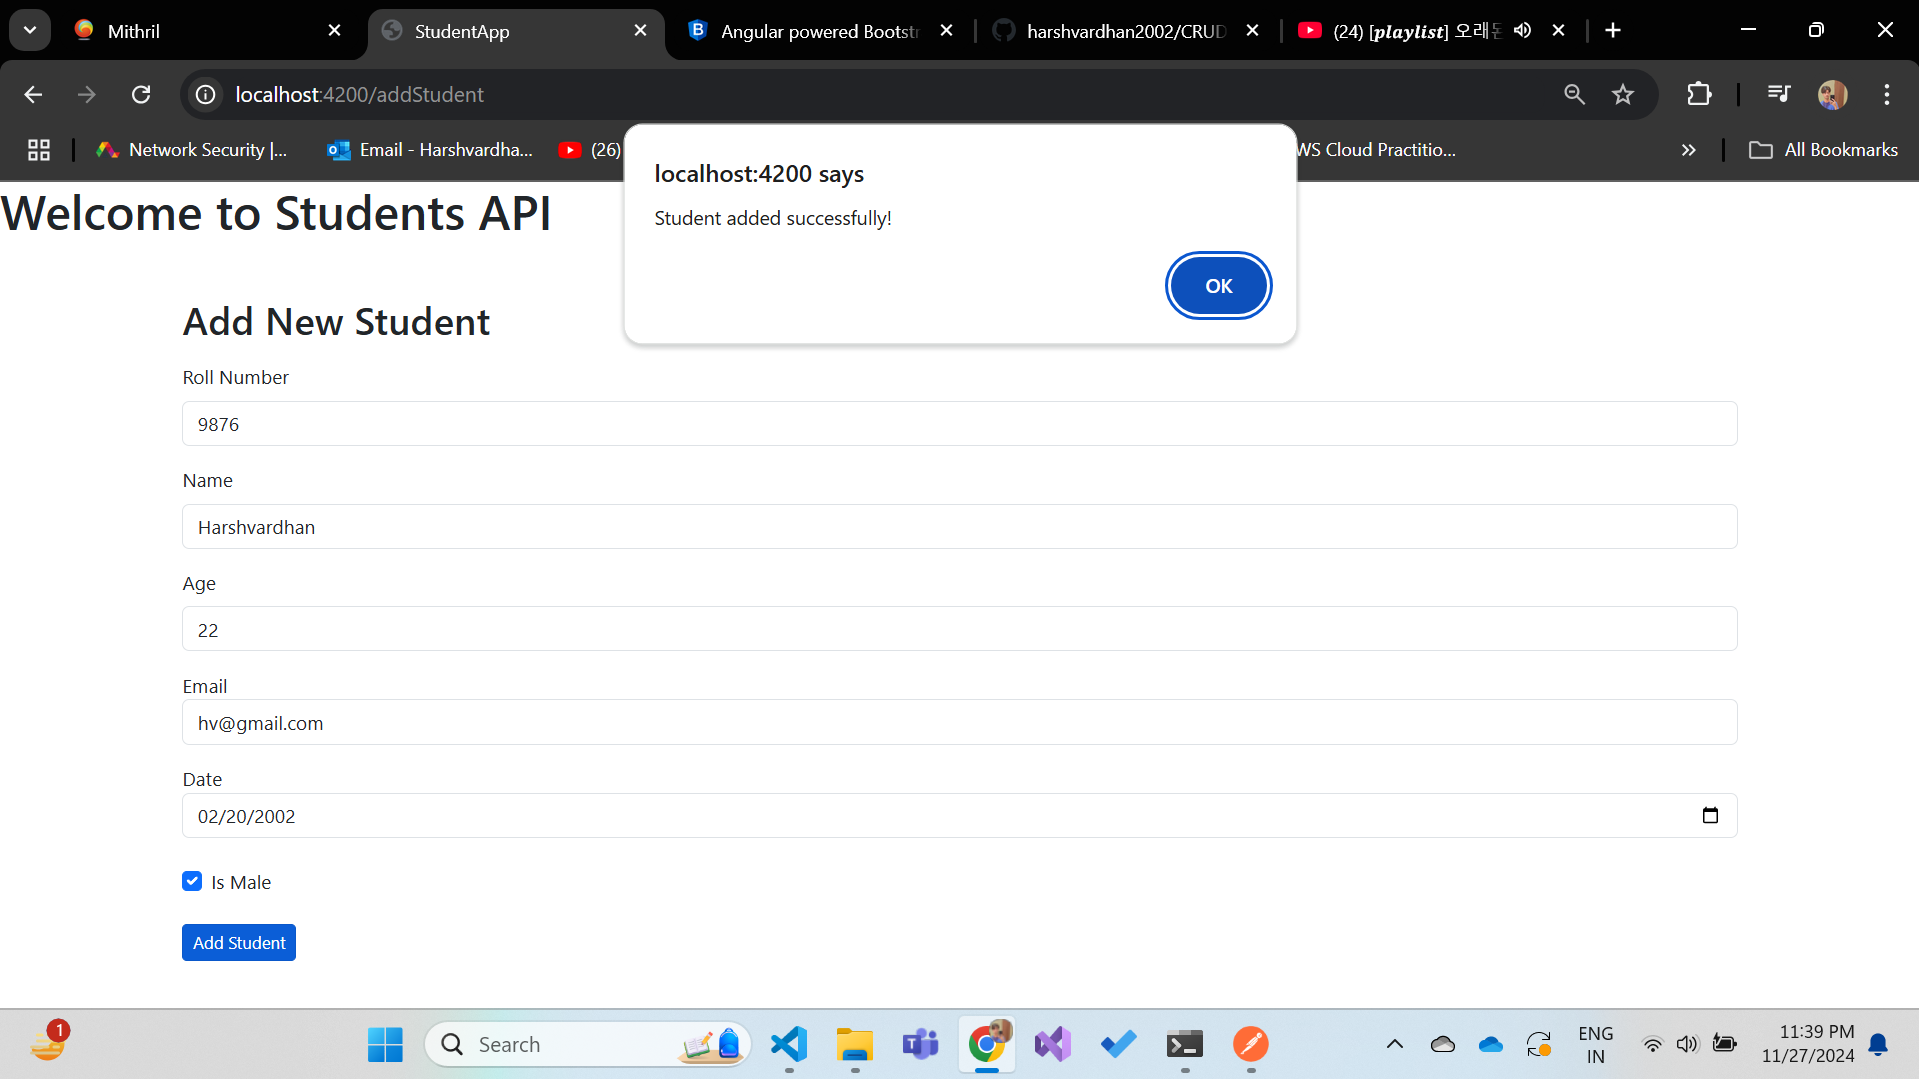 Mithril
StudentApp
Angular powered Bootstr
harshvardhan2002/CRUD
(24) [playlist] 오래된
localhost:4200/addStudent
Network Security |...
Email - Harshvardha...
(26)
WS Cloud Practitio...
All Bookmarks
localhost:4200 says
Student added successfully!
OK
Welcome to Students API
Add New Student
Roll Number
9876
Name
Harshvardhan
Age
22
Email
hv@gmail.com
Date
02/20/2002
Is Male
Add Student
1
Search
ENG
IN
11:39 PM
11/27/2024